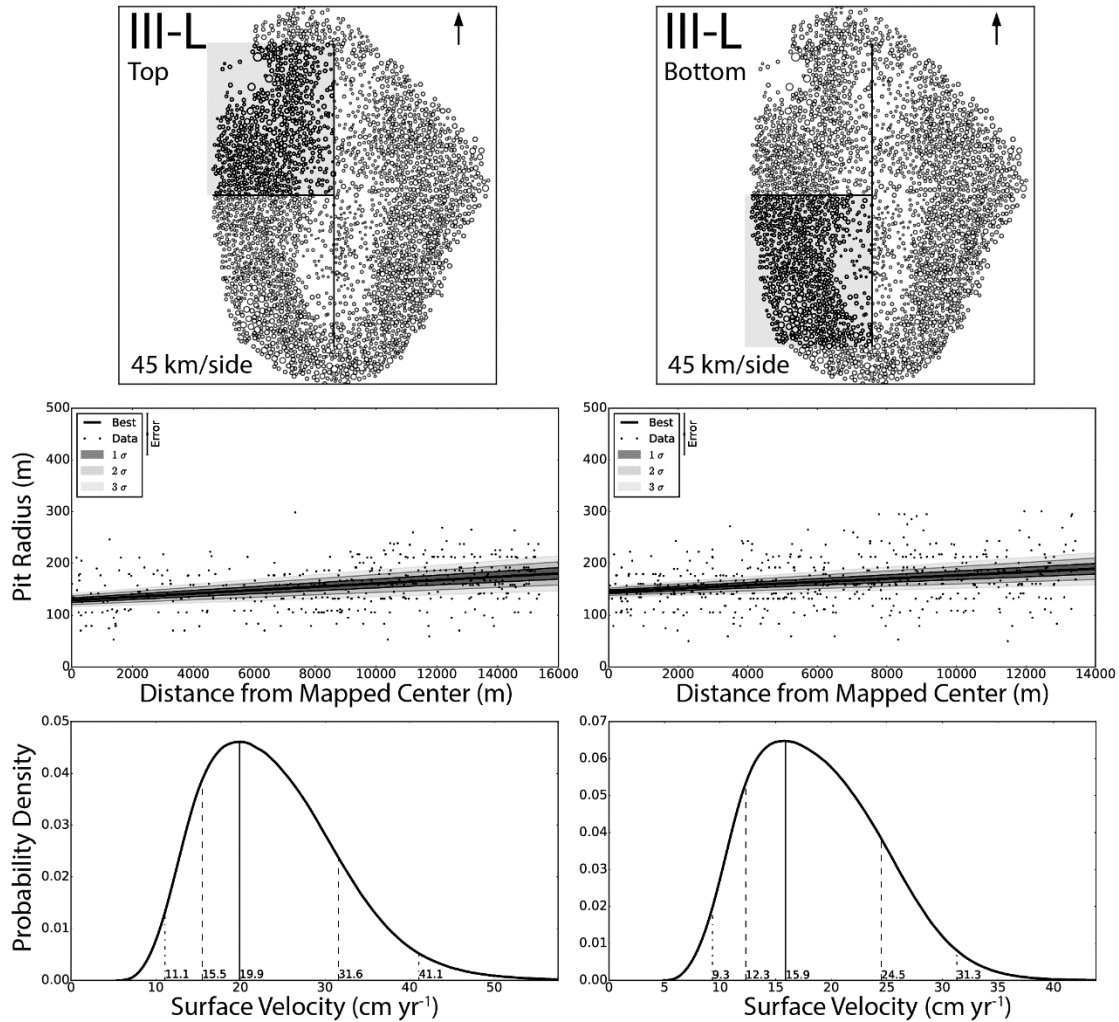 III-L
Top
45 km/side
III-L
Bottom
45 km/side
Pit Radius (m)
500
400
300
200
100
0
Best
Data
1 σ
2 σ
3 σ
Error
0 2000 4000 6000 8000 10000 12000 14000 16000
Distance from Mapped Center (m)
500
400
300
200
100
0
Best
Data
1 σ
2 σ
3 σ
Error
0 2000 4000 6000 8000 10000 12000 14000
Distance from Mapped Center (m)
Probability Density
0.05
0.04
0.03
0.02
0.01
0.00
11.1 15.5 19.9 31.6 41.1
0 10 20 30 40 50
Surface Velocity (cm yr⁻¹)
0.07
0.06
0.05
0.04
0.03
0.02
0.01
0.00
9.3 12.3 15.9 24.5 31.3
0 5 10 15 20 25 30 35 40
Surface Velocity (cm yr⁻¹)